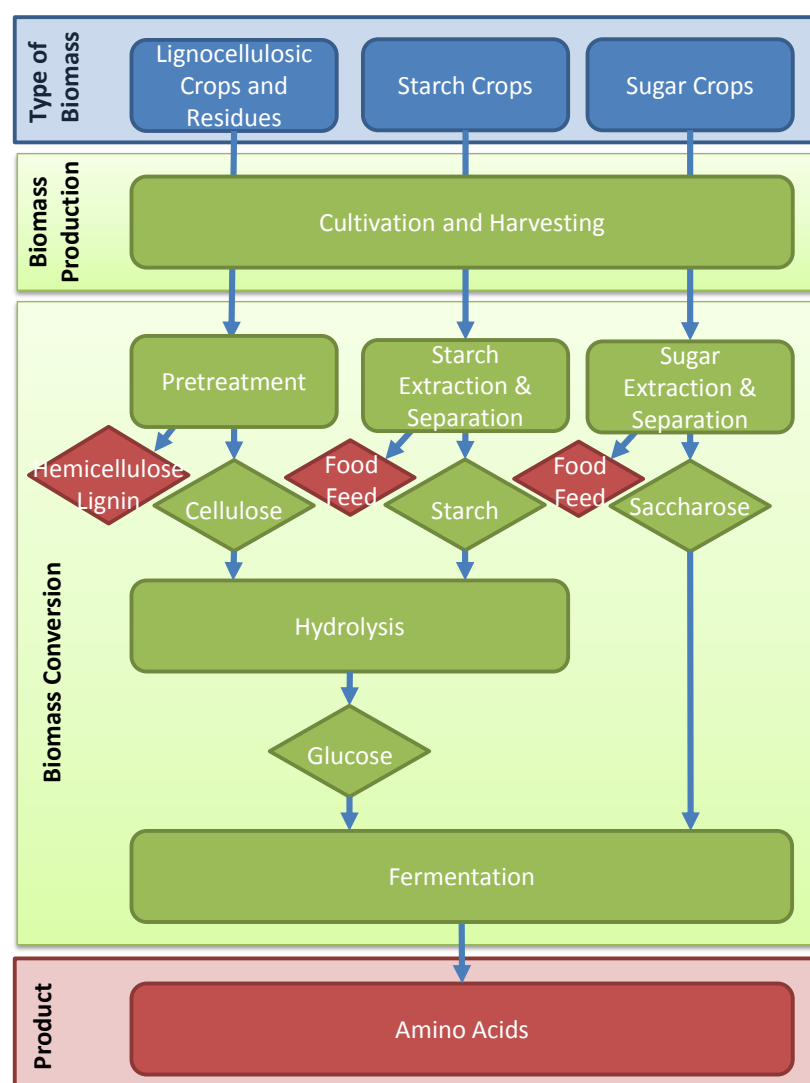 Type of
Biomass
Lignocellulosic
Crops and
Residues
Starch Crops
Sugar Crops
Biomass
Production
Cultivation and Harvesting
Biomass Conversion
Pretreatment
Starch
Extraction &
Separation
Sugar
Extraction &
Separation
Hemicellulose
Lignin
Cellulose
Food
Feed
Starch
Food
Feed
Saccharose
Hydrolysis
Glucose
Fermentation
Product
Amino Acids